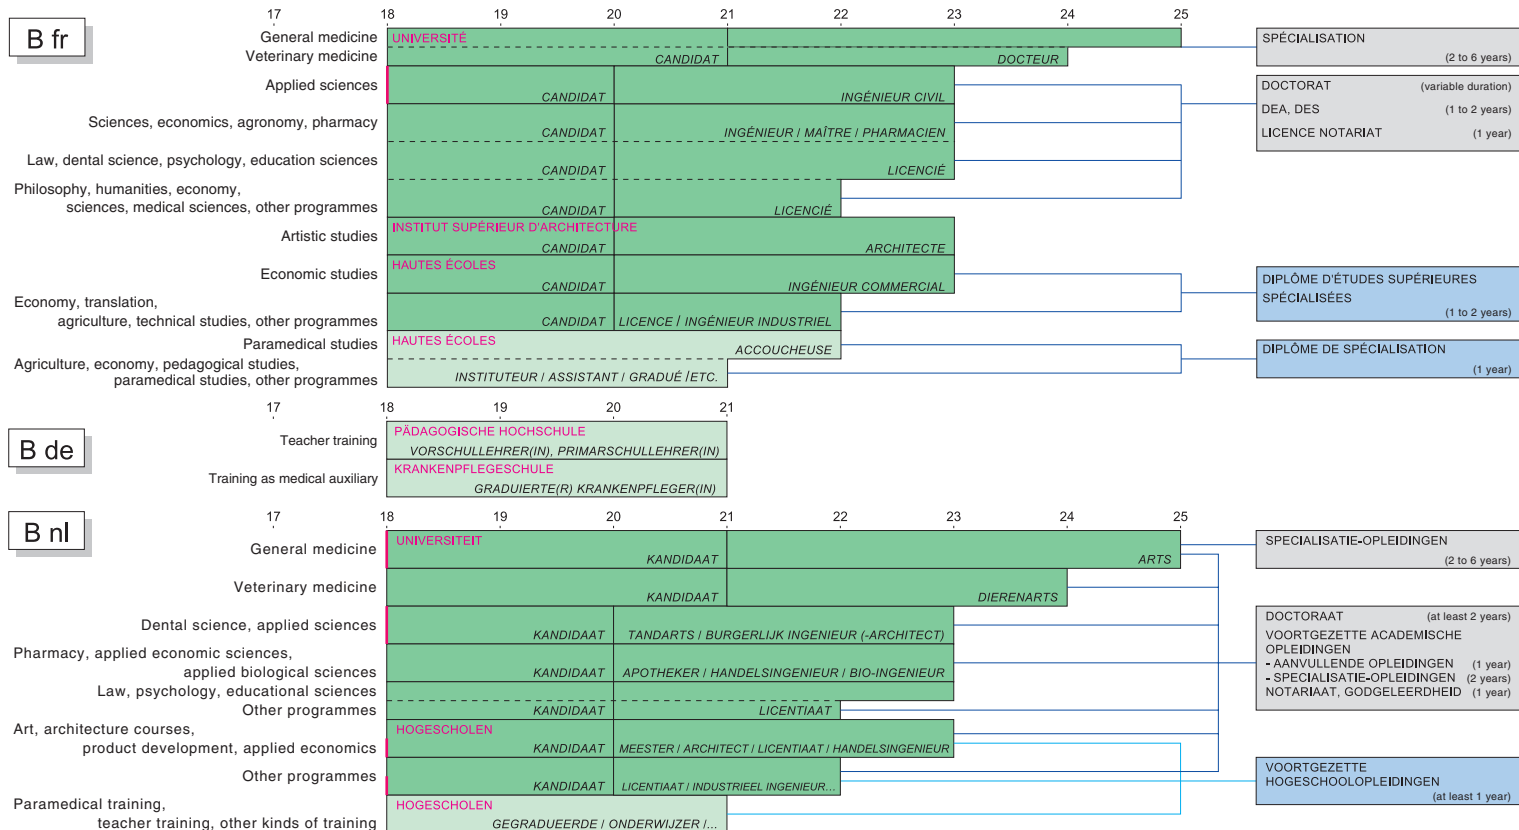 17 18 19 20 21 22 23 24 25
B fr
General medicine
UNIVERSITÉ
SPÉCIALISATION
(2 to 6 years)
Veterinary medicine
CANDIDAT
DOCTEUR
Applied sciences
CANDIDAT
INGÉNIEUR CIVIL
DOCTORAT (variable duration)
DEA, DES (1 to 2 years)
LICENCE NOTARIAT (1 year)
Sciences, economics, agronomy, pharmacy
CANDIDAT
INGÉNIEUR / MAÎTRE / PHARMACIEN
Law, dental science, psychology, education sciences
CANDIDAT
LICENCIÉ
Philosophy, humanities, economy,
sciences, medical sciences, other programmes
CANDIDAT
LICENCIÉ
Artistic studies
INSTITUT SUPÉRIEUR D'ARCHITECTURE
CANDIDAT
ARCHITECTE
Economic studies
HAUTES ÉCOLES
CANDIDAT
INGÉNIEUR COMMERCIAL
DIPLÔME D'ÉTUDES SUPÉRIEURES
SPÉCIALISÉES
(1 to 2 years)
Economy, translation,
agriculture, technical studies, other programmes
CANDIDAT
LICENCE / INGÉNIEUR INDUSTRIEL
Paramedical studies
HAUTES ÉCOLES
ACCOUCHEUSE
DIPLÔME DE SPÉCIALISATION
(1 year)
Agriculture, economy, pedagogical studies,
paramedical studies, other programmes
INSTITUTEUR / ASSISTANT / GRADUÉ /ETC.
17 18 19 20 21
B de
Teacher training
PÄDAGOGISCHE HOCHSCHULE
VORSCHULLEHRER(IN), PRIMARSCHULLEHRER(IN)
Training as medical auxiliary
KRANKENPFLEGESCHULE
GRADUIERTE(R) KRANKENPFLEGER(IN)
17 18 19 20 21 22 23 24 25
B nl
General medicine
UNIVERSITEIT
KANDIDAAT
ARTS
SPECIALISATIE-OPLEIDINGEN
(2 to 6 years)
Veterinary medicine
KANDIDAAT
DIERENARTS
Dental science, applied sciences
KANDIDAAT
TANDARTS / BURGERLIJK INGENIEUR (-ARCHITECT)
DOCTORAAT (at least 2 years)
VOORTGEZETTE ACADEMISCHE
OPLEIDINGEN
- AANVULLENDE OPLEIDINGEN (1 year)
- SPECIALISATIE-OPLEIDINGEN (2 years)
NOTARIAAT, GODGELEERDHEID (1 year)
Pharmacy, applied economic sciences,
applied biological sciences
KANDIDAAT
APOTHEKER / HANDELSINGENIEUR / BIO-INGENIEUR
Law, psychology, educational sciences
Other programmes
KANDIDAAT
LICENTIAAT
Art, architecture courses,
product development, applied economics
HOGESCHOLEN
KANDIDAAT
MEESTER / ARCHITECT / LICENTIAAT / HANDELSINGENIEUR
Other programmes
KANDIDAAT
LICENTIAAT / INDUSTRIEEL INGENIEUR...
VOORTGEZETTE
HOGESCHOOLOPLEIDINGEN
(at least 1 year)
Paramedical training,
teacher training, other kinds of training
HOGESCHOLEN
GEGRADUEERDE / ONDERWIJZER /...